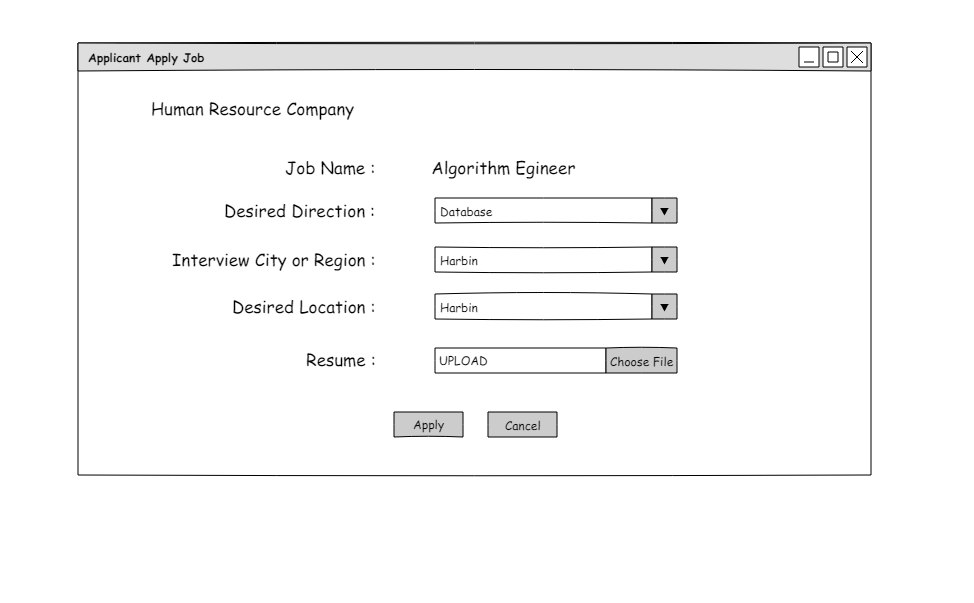 Applicant Apply Job
Human Resource Company
Job Name : Algorithm Egineer
Desired Direction : Database
Interview City or Region : Harbin
Desired Location : Harbin
Resume : UPLOAD Choose File
Apply Cancel